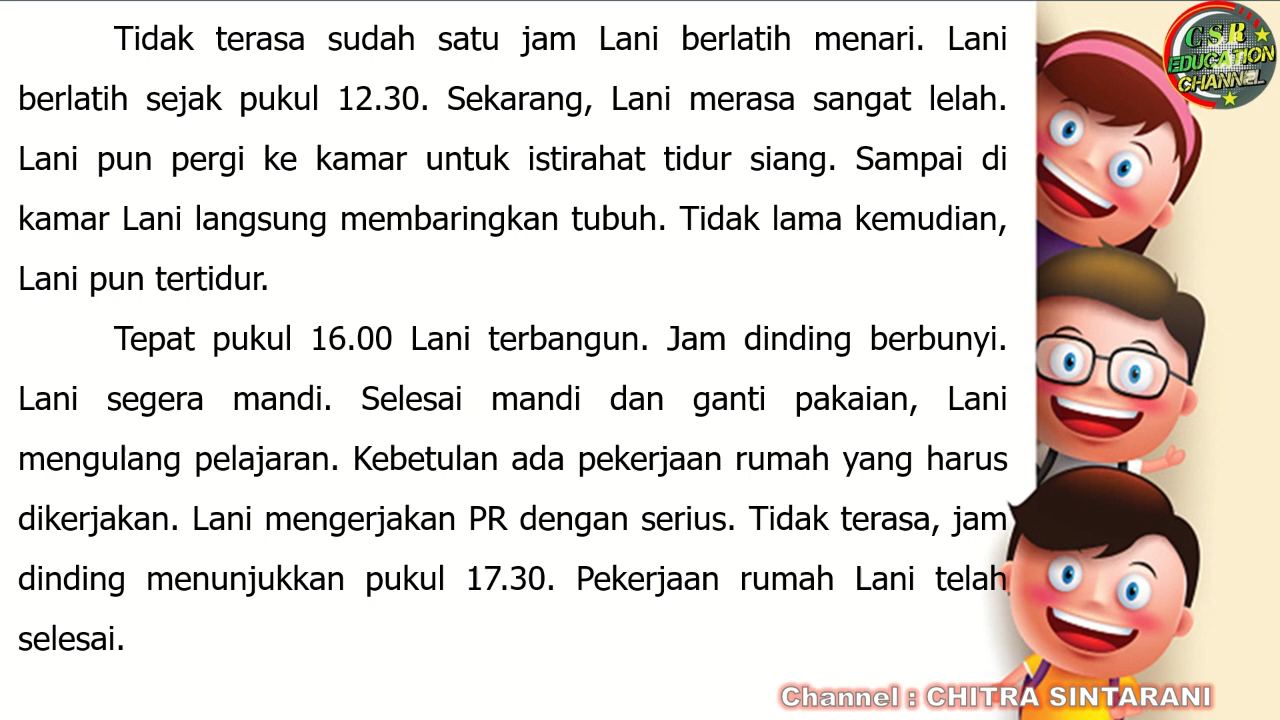 Tidak terasa sudah satu jam Lani berlatih menari. Lani
berlatih sejak pukul 12.30. Sekarang, Lani merasa sangat lelah.
Lani pun pergi ke kamar untuk istirahat tidur siang. Sampai di
kamar Lani langsung membaringkan tubuh. Tidak lama kemudian,
Lani pun tertidur.
Tepat pukul 16.00 Lani terbangun. Jam dinding berbunyi.
Lani segera mandi. Selesai mandi dan ganti pakaian, Lani
mengulang pelajaran. Kebetulan ada pekerjaan rumah yang harus
dikerjakan. Lani mengerjakan PR dengan serius. Tidak terasa, jam
dinding menunjukkan pukul 17.30. Pekerjaan rumah Lani telah
selesai.
CSR
EDUCATION
CHANNEL
Channel : CHITRA SINTARANI